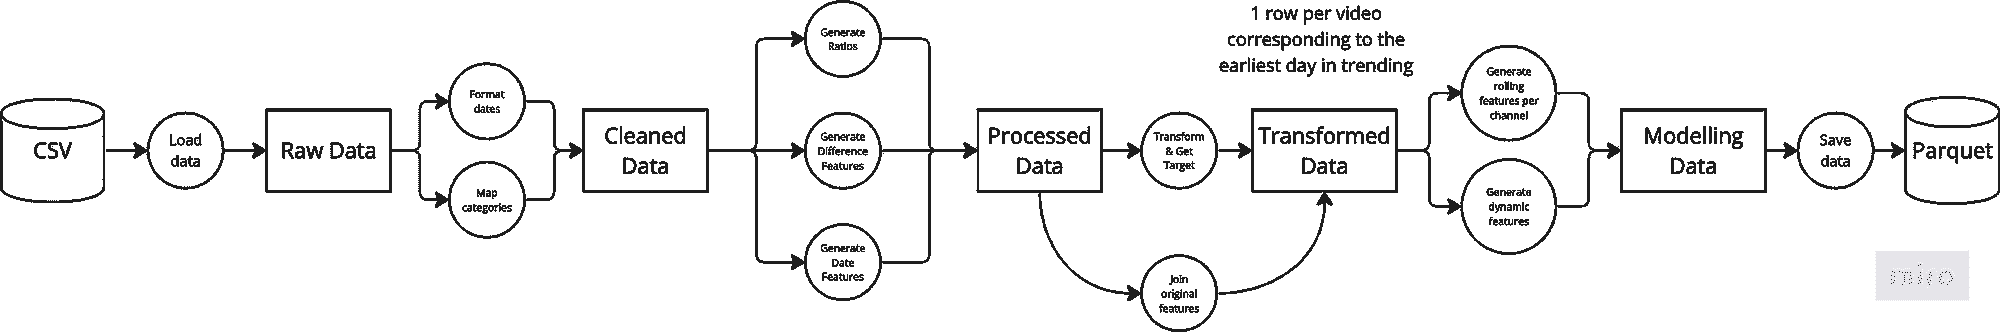 CSV
Load
data
Raw Data
Format
dates
Map
categories
Cleaned
Data
Generate
Ratios
Generate
Difference
Features
Generate
Date
Features
Processed
Data
Transform
& Get
Target
Join
original
features
1 row per video
corresponding to the
earliest day in trending
Transformed
Data
Generate
rolling
features per
channel
Generate
dynamic
features
Modelling
Data
Save
data
Parquet
miro